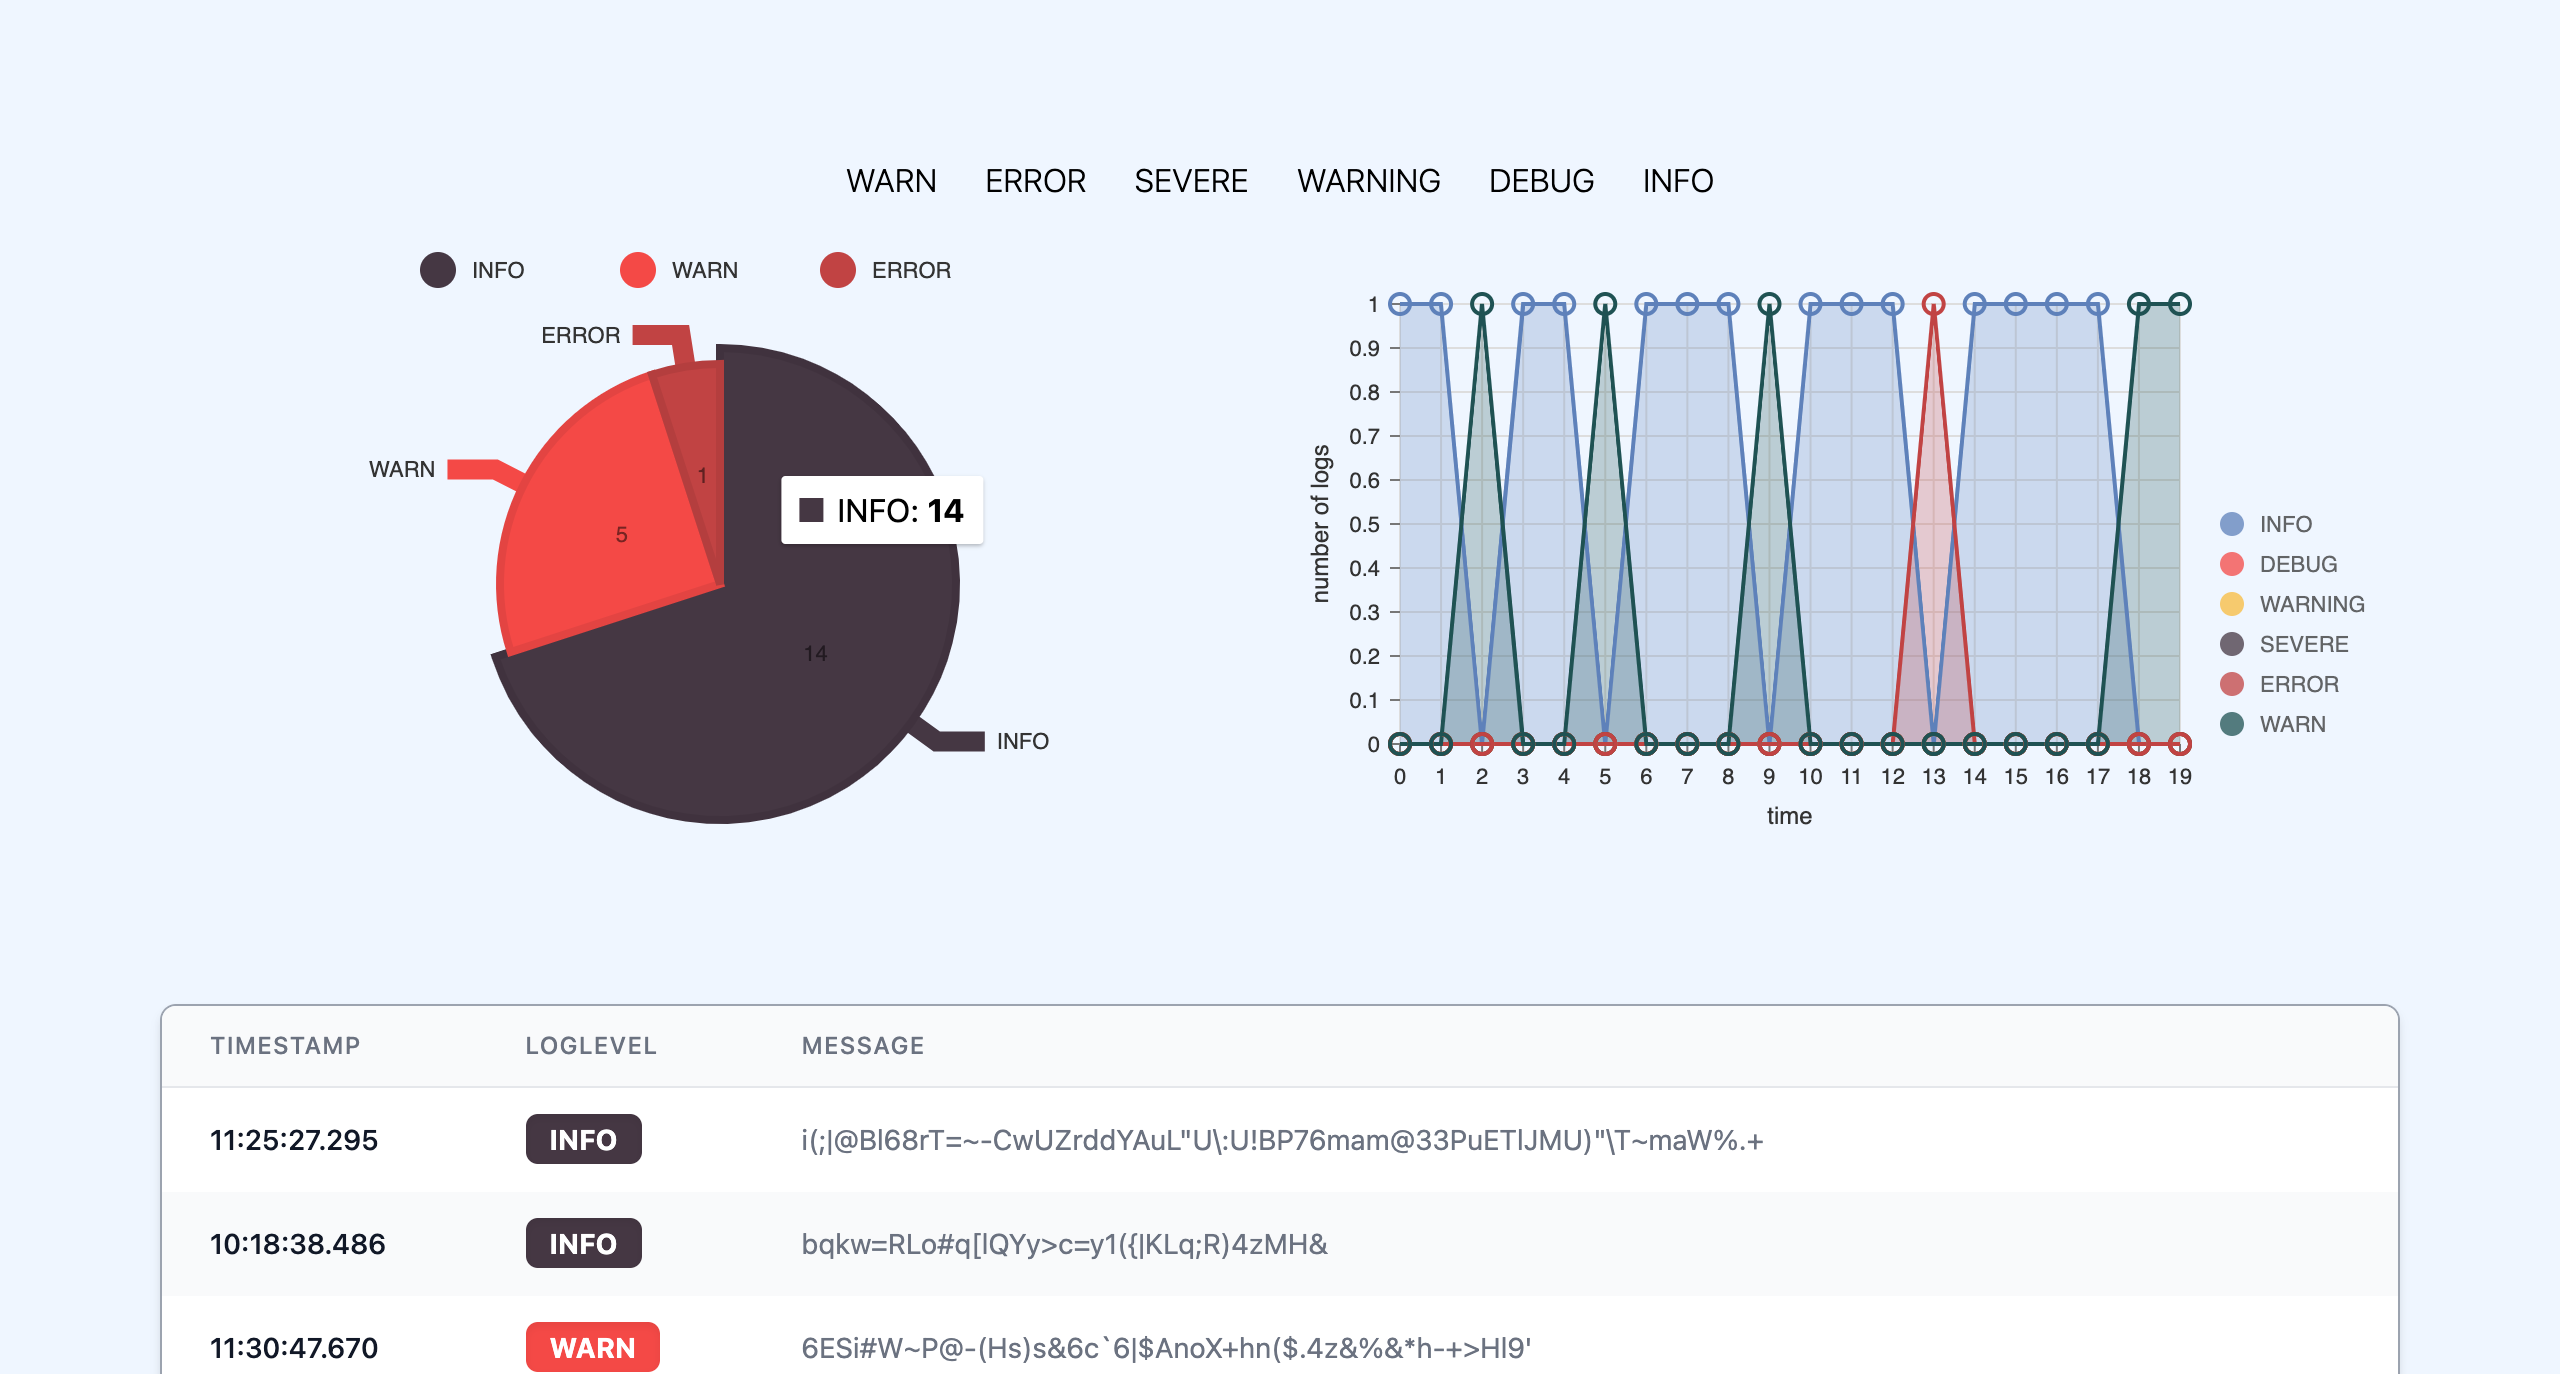 WARN ERROR SEVERE WARNING DEBUG INFO
INFO WARN ERROR
ERROR
WARN
1
5
INFO: 14
14
INFO
number of logs
1
0.9
0.8
0.7
0.6
0.5
0.4
0.3
0.2
0.1
0
0 1 2 3 4 5 6 7 8 9 10 11 12 13 14 15 16 17 18 19
time
INFO
DEBUG
WARNING
SEVERE
ERROR
WARN
TIMESTAMP LOGLEVEL MESSAGE
11:25:27.295 INFO i(;|@Bl68rT=~-CwUZrddYAuL"U\:U!BP76mam@33PuETlJMU)"\T~maW%.+
10:18:38.486 INFO bqkw=RLo#q[lQYy>c=y1({|KLq;R)4zMH&
11:30:47.670 WARN 6ESi#W~P@-(Hs)s&6c`6|$AnoX+hn($.4z&%&*h-+>Hl9'